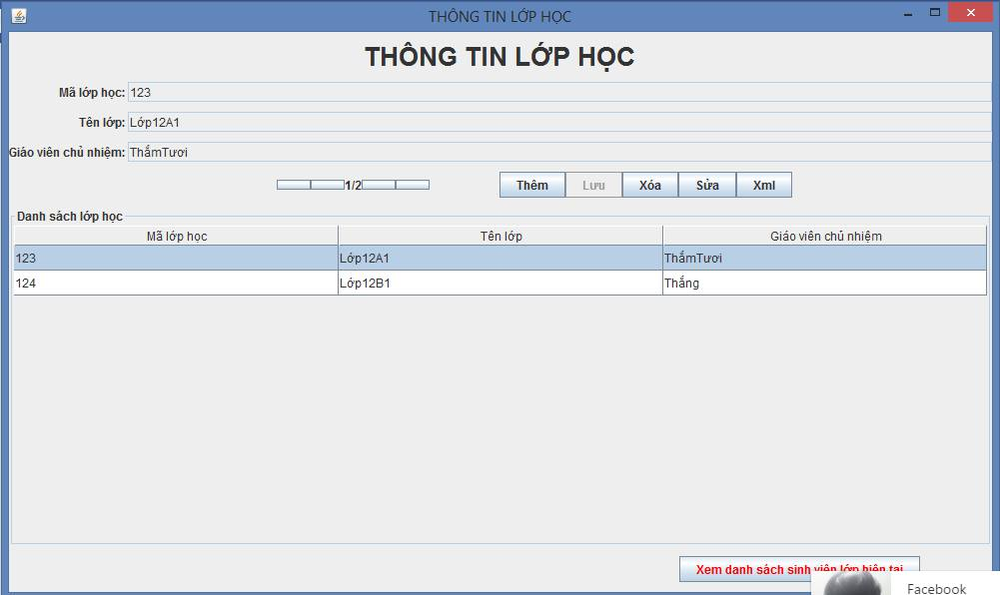 THÔNG TIN LỚP HỌC
THÔNG TIN LỚP HỌC
Mã lớp học: 123
Tên lớp: Lớp12A1
Giáo viên chủ nhiệm: ThắmTươi
1/2 Thêm Lưu Xóa Sửa Xml
Danh sách lớp học
Mã lớp học Tên lớp Giáo viên chủ nhiệm
123 Lớp12A1 ThắmTươi
124 Lớp12B1 Thắng
Xem danh sách sinh viên lớp hiện tại
Facebook